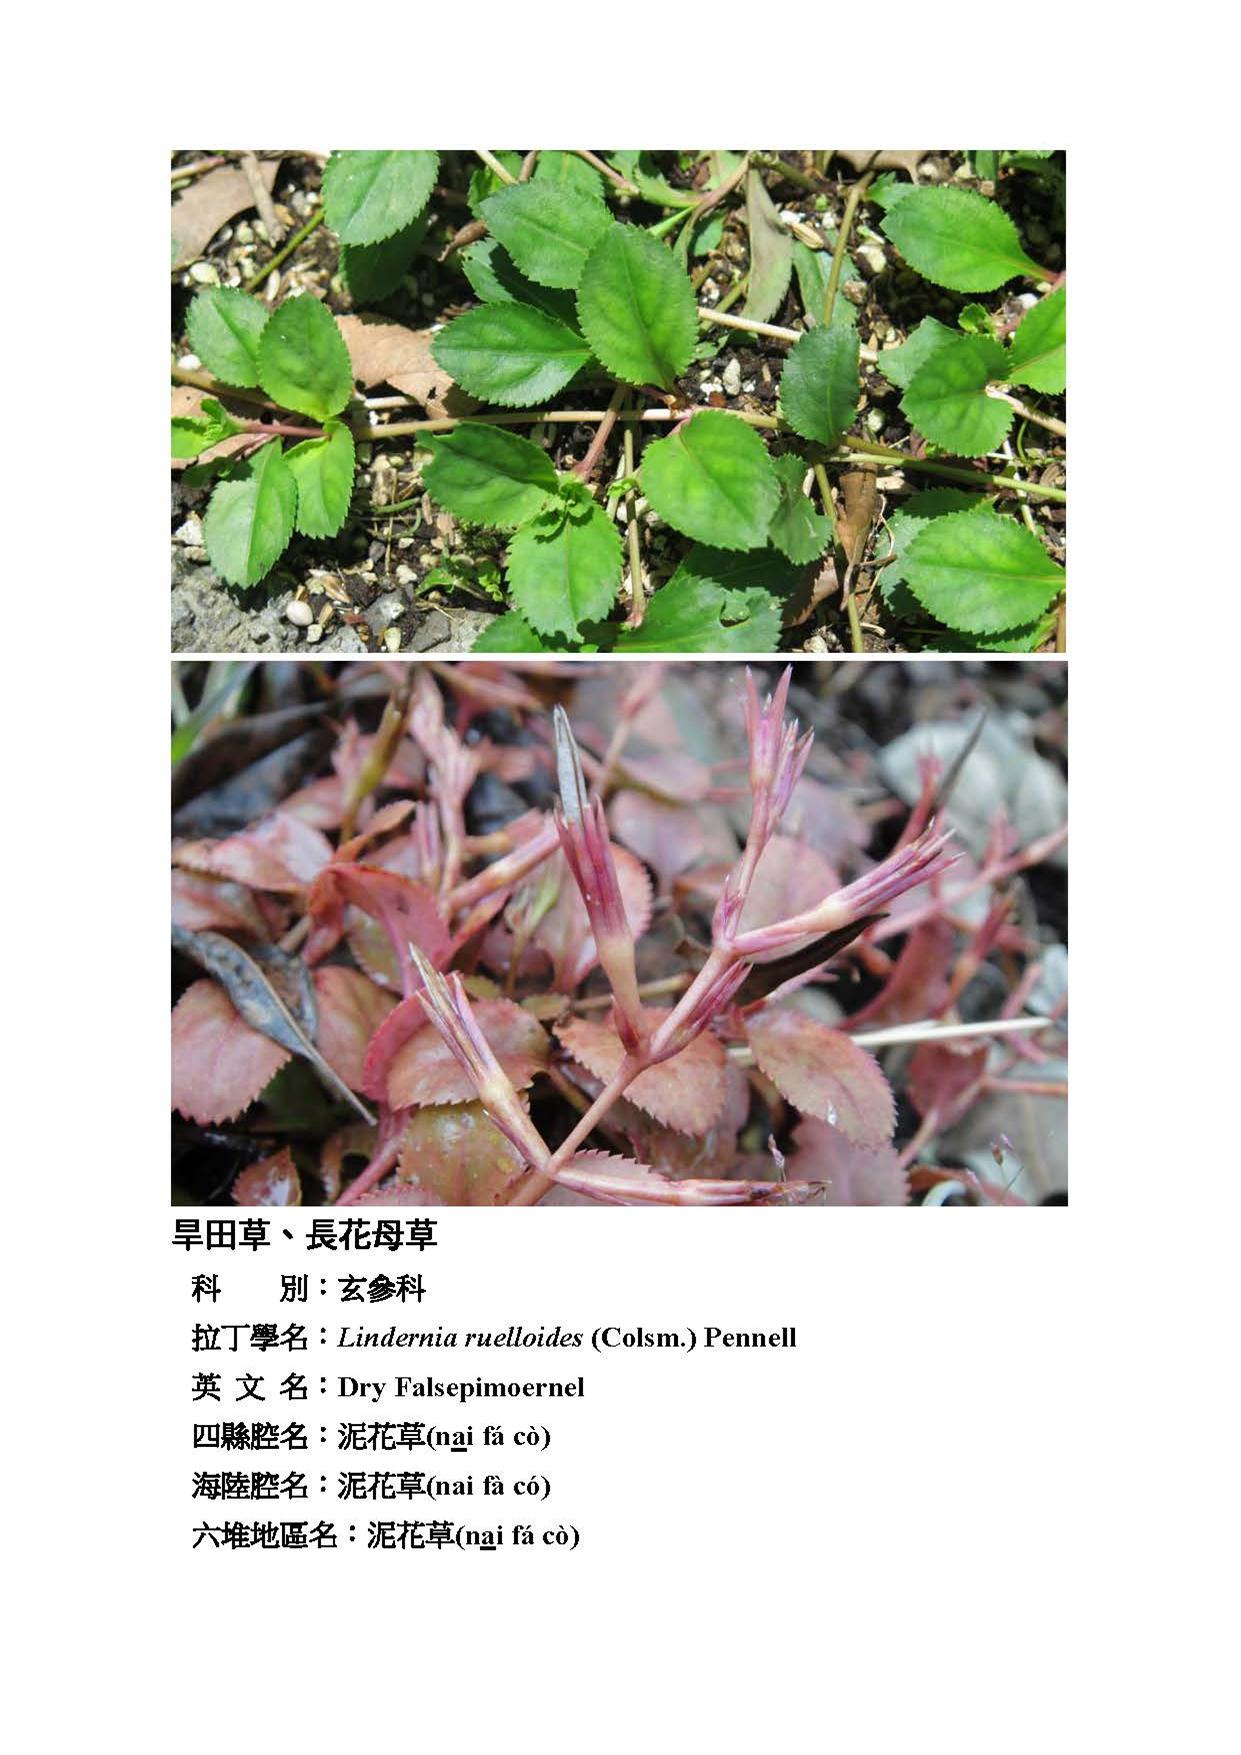 旱田草、長花母草
科　　別：玄參科
拉丁學名：Lindernia ruelloides (Colsm.) Pennell
英 文 名：Dry Falsepimoernel
四縣腔名：泥花草(na̲i fá cò)
海陸腔名：泥花草(nai fà có)
六堆地區名：泥花草(na̲i fá cò)